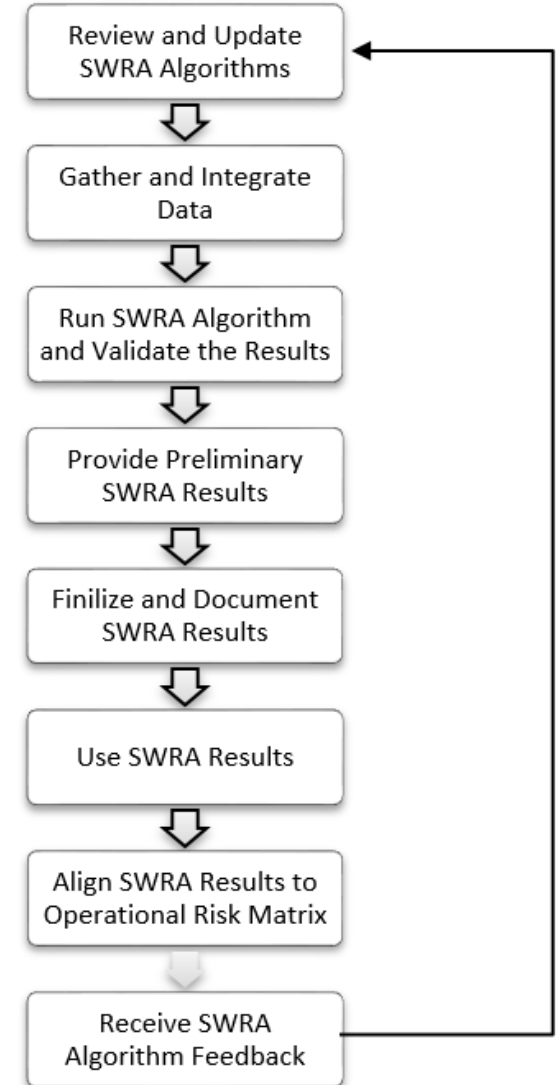 Review and Update
SWRA Algorithms
Gather and Integrate
Data
Run SWRA Algorithm
and Validate the Results
Provide Preliminary
SWRA Results
Finilize and Document
SWRA Results
Use SWRA Results
Align SWRA Results to
Operational Risk Matrix
Receive SWRA
Algorithm Feedback